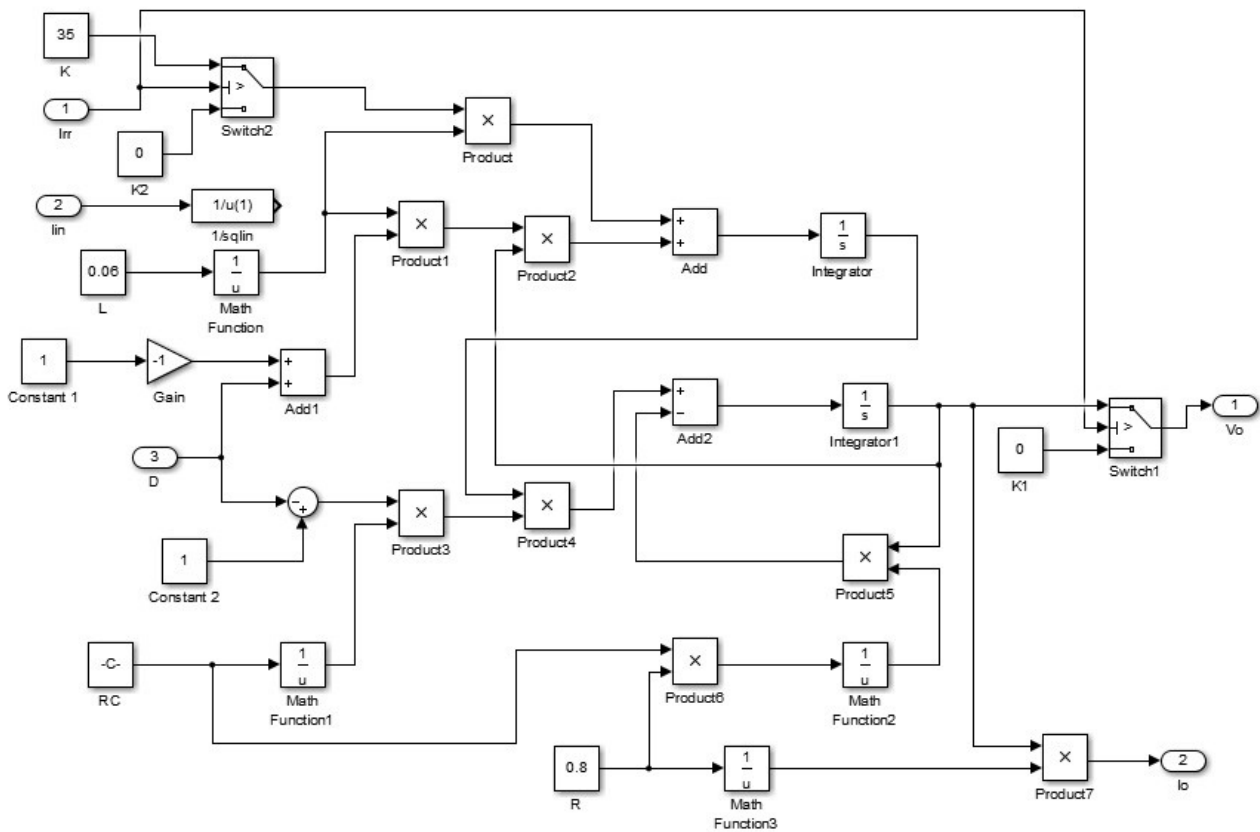 35
K
1
Irr
>
Switch2
0
K2
×
Product
2
Iin
1/u(1)
1/sqIin
×
Product1
×
Product2
+
+
Add
1
s
Integrator
0.06
L
1
u
Math
Function
1
Constant 1
-1
Gain
+
+
Add1
+
−
Add2
1
s
Integrator1
>
Switch1
1
Vo
0
K1
3
D
−
+
×
Product3
×
Product4
1
Constant 2
×
Product5
-C-
RC
1
u
Math
Function1
×
Product6
1
u
Math
Function2
0.8
R
1
u
Math
Function3
×
Product7
2
Io